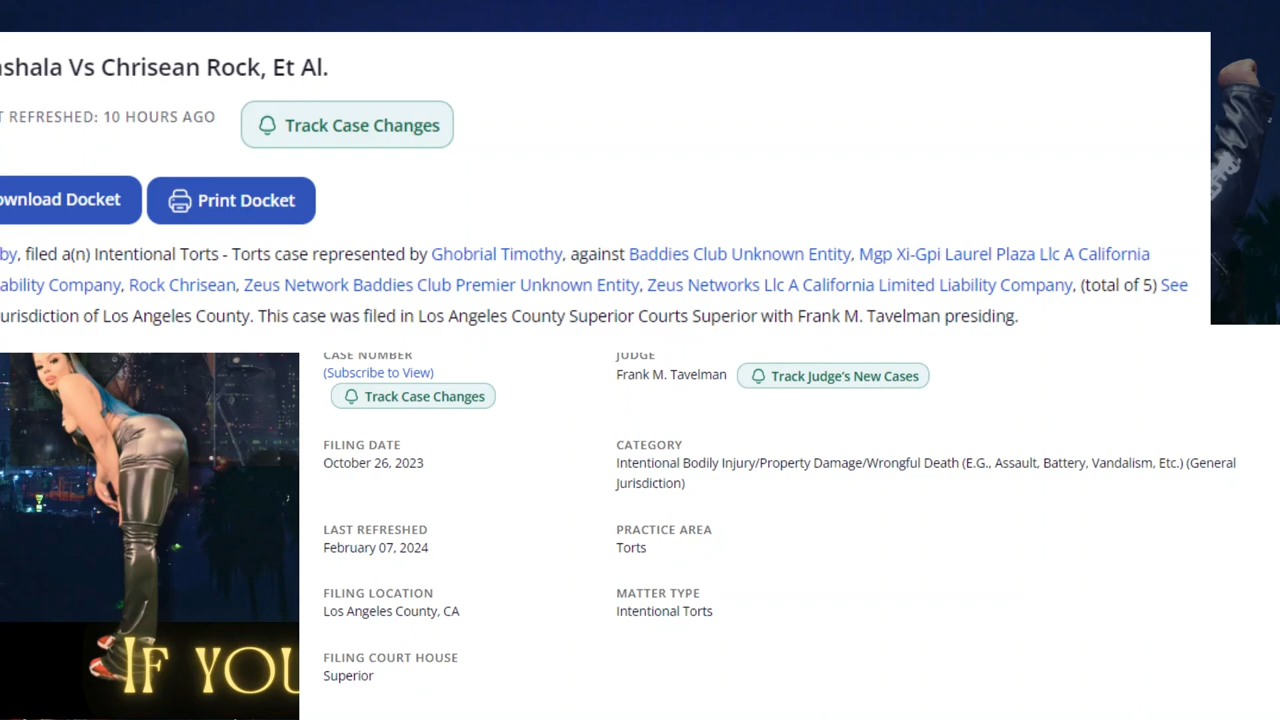 shala Vs Chrisean Rock, Et Al.
T REFRESHED: 10 HOURS AGO
Track Case Changes
ownload Docket
Print Docket
by, filed a(n) Intentional Torts - Torts case represented by Ghobrial Timothy, against Baddies Club Unknown Entity, Mgp Xi-Gpi Laurel Plaza Llc A California
ability Company, Rock Chrisean, Zeus Network Baddies Club Premier Unknown Entity, Zeus Networks Llc A California Limited Liability Company, (total of 5) See
urisdiction of Los Angeles County. This case was filed in Los Angeles County Superior Courts Superior with Frank M. Tavelman presiding.
CASE NUMBER
(Subscribe to View)
Track Case Changes
JUDGE
Frank M. Tavelman
Track Judge's New Cases
FILING DATE
October 26, 2023
CATEGORY
Intentional Bodily Injury/Property Damage/Wrongful Death (E.G., Assault, Battery, Vandalism, Etc.) (General
Jurisdiction)
LAST REFRESHED
February 07, 2024
PRACTICE AREA
Torts
FILING LOCATION
Los Angeles County, CA
MATTER TYPE
Intentional Torts
FILING COURT HOUSE
Superior
IF YOU